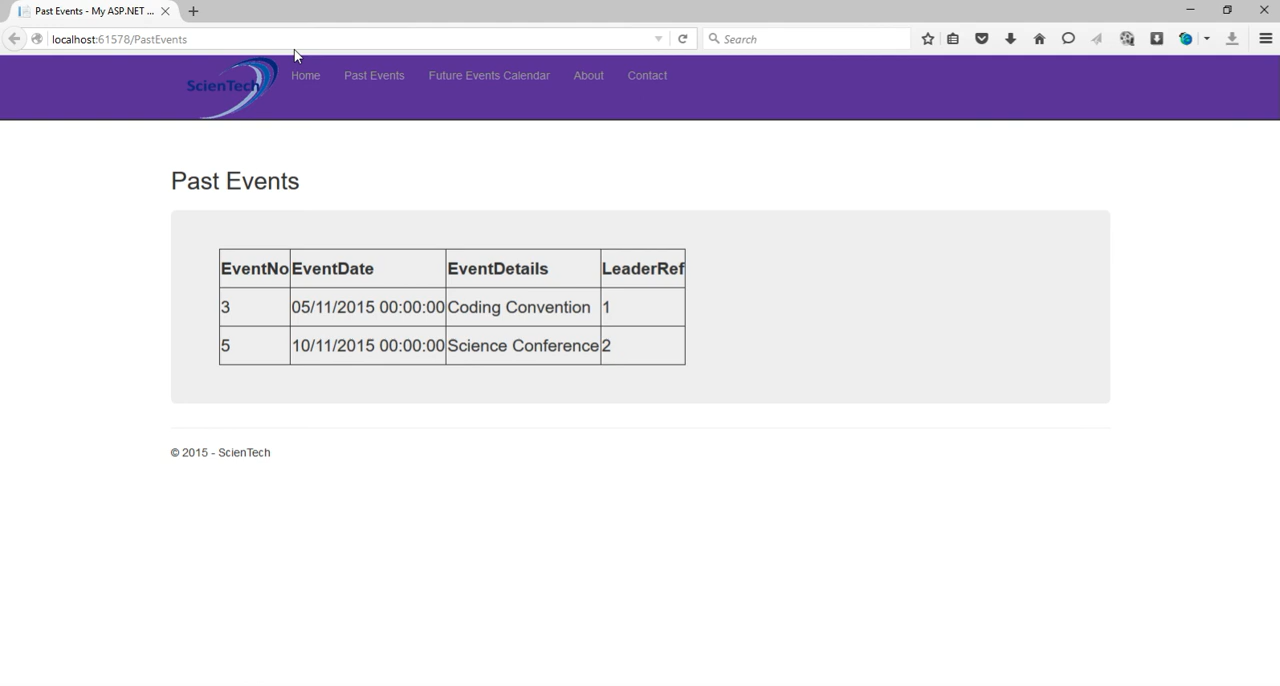 Past Events - My ASP.NET ...
localhost:61578/PastEvents
Search
ScienTech
Home Past Events Future Events Calendar About Contact
Past Events
EventNo EventDate EventDetails LeaderRef
3 05/11/2015 00:00:00 Coding Convention 1
5 10/11/2015 00:00:00 Science Conference 2
© 2015 - ScienTech